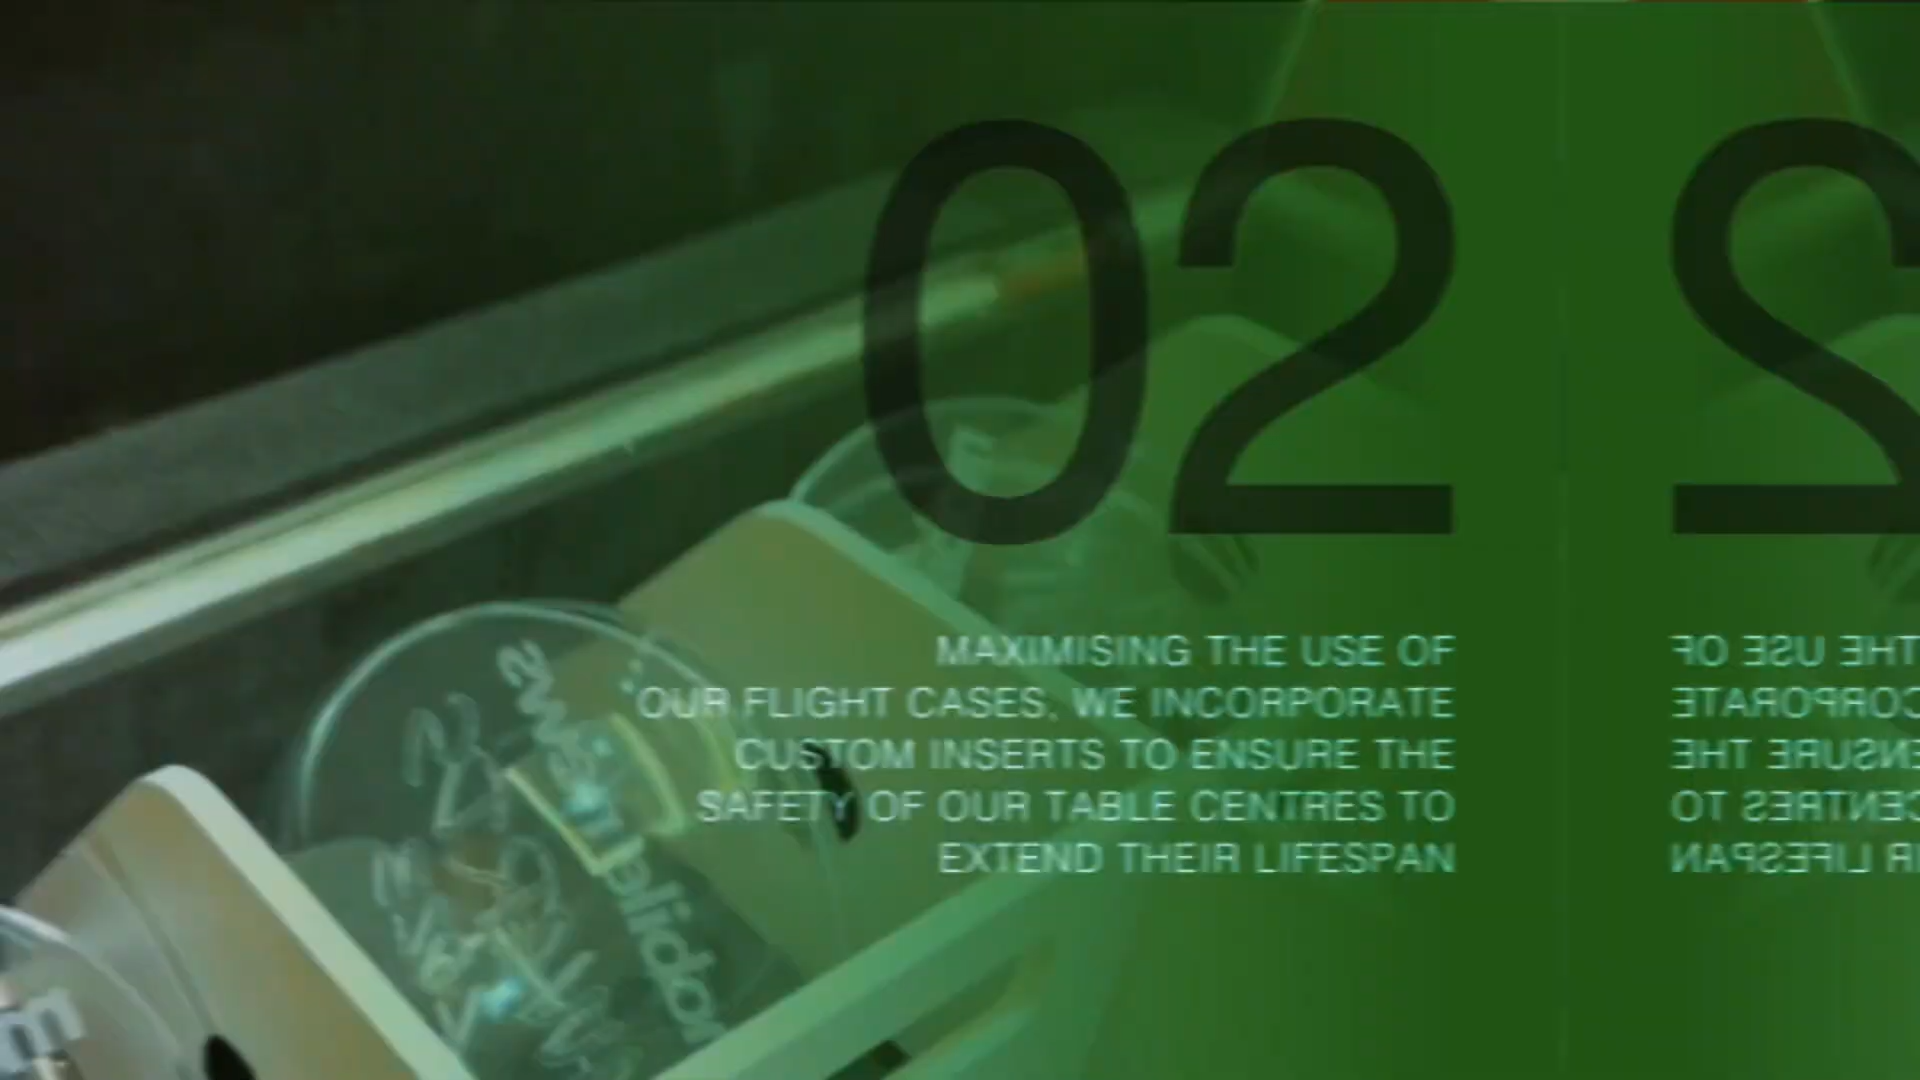 02
MAXIMISING THE USE OF
OUR FLIGHT CASES, WE INCORPORATE
CUSTOM INSERTS TO ENSURE THE
SAFETY OF OUR TABLE CENTRES TO
EXTEND THEIR LIFESPAN